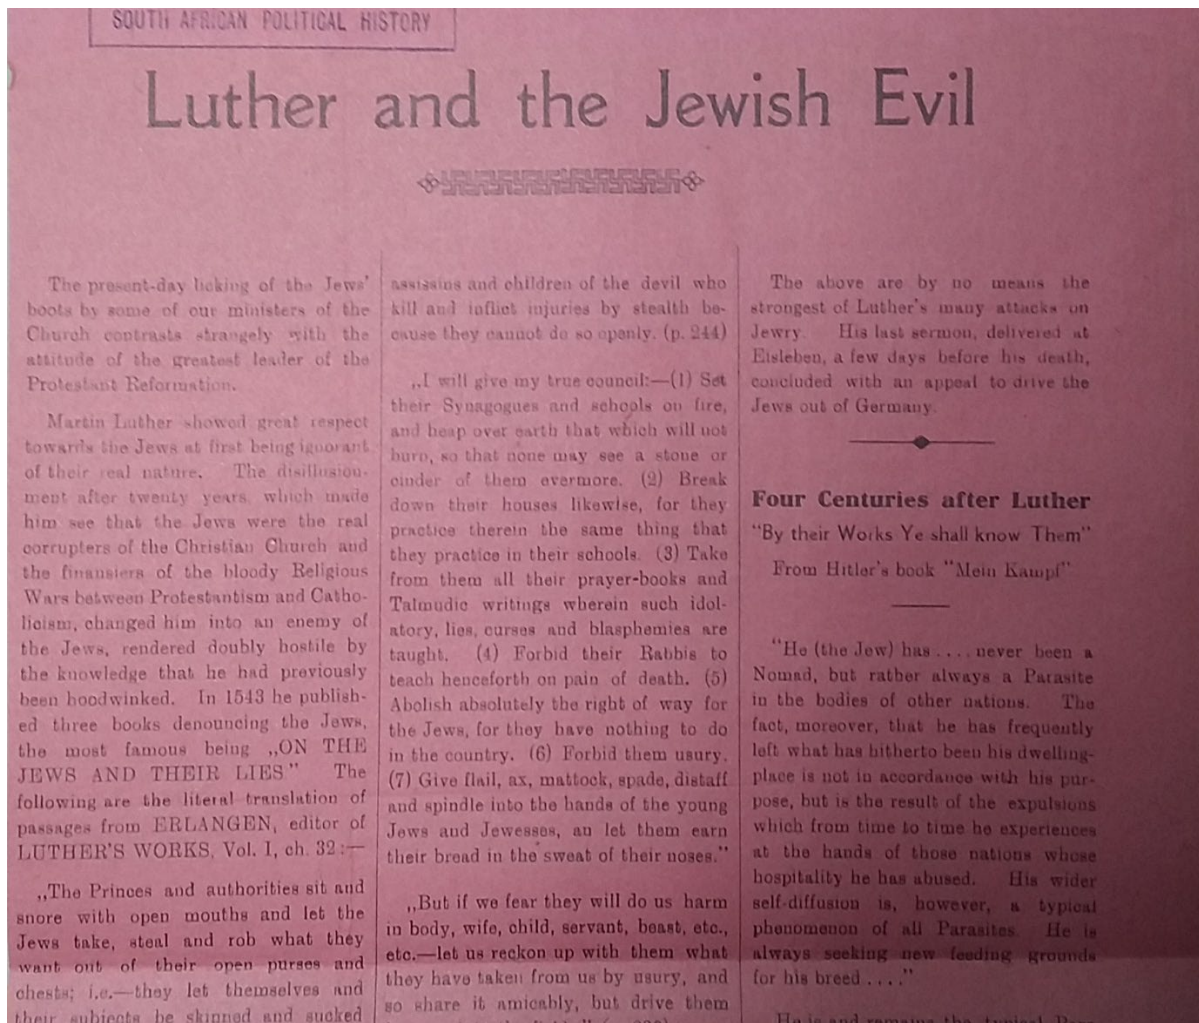 SOUTH AFRICAN POLITICAL HISTORY
Luther and the Jewish Evil
The present-day licking of the Jews'
boots by some of our ministers of the
Church contrasts strangely with the
attitude of the greatest leader of the
Protestant Reformation.
Martin Luther showed great respect
towards the Jews at first being ignorant
of their real nature. The disillusion-
ment after twenty years, which made
him see that the Jews were the real
corrupters of the Christian Church and
the finansiers of the bloody Religious
Wars between Protestantism and Catho-
licism, changed him into an enemy of
the Jews, rendered doubly hostile by
the knowledge that he had previously
been hoodwinked. In 1543 he publish-
ed three books denouncing the Jews,
the most famous being „ON THE
JEWS AND THEIR LIES" The
following are the literal translation of
passages from ERLANGEN, editor of
LUTHER'S WORKS, Vol. I, ch. 32:—
„The Princes and authorities sit and
snore with open mouths and let the
Jews take, steal and rob what they
want out of their open purses and
chests; i.e.—they let themselves and
their subjects be skinned and sucked
assissins and children of the devil who
kill and inflict injuries by stealth be-
cause they cannot do so openly. (p. 244)
„I will give my true council:—(1) Set
their Synagogues and schools on fire,
and heap over earth that which will not
burn, so that none may see a stone or
cinder of them evermore. (2) Break
down their houses likewise, for they
practice therein the same thing that
they practice in their schools. (3) Take
from them all their prayer-books and
Talmudic writings wherein such idol-
atory, lies, curses and blasphemies are
taught. (4) Forbid their Rabbis to
teach henceforth on pain of death. (5)
Abolish absolutely the right of way for
the Jews, for they have nothing to do
in the country. (6) Forbid them usury.
(7) Give flail, ax, mattock, spade, distaff
and spindle into the hands of the young
Jews and Jewesses, an let them earn
their bread in the sweat of their noses."
„But if we fear they will do us harm
in body, wife, child, servant, beast, etc.,
etc.—let us reckon up with them what
they have taken from us by usury, and
so share it amicably, but drive them
The above are by no means the
strongest of Luther's many attacks on
Jewry. His last sermon, delivered at
Eisleben, a few days before his death,
concluded with an appeal to drive the
Jews out of Germany.
Four Centuries after Luther
"By their Works Ye shall know Them"
From Hitler's book "Mein Kampf"
"He (the Jew) has .... never been a
Nomad, but rather always a Parasite
in the bodies of other nations. The
fact, moreover, that he has frequently
left what has hitherto been his dwelling-
place is not in accordance with his pur-
pose, but is the result of the expulsions
which from time to time he experiences
at the hands of those nations whose
hospitality he has abused. His wider
self-diffusion is, however, a typical
phenomenon of all Parasites. He is
always seeking new feeding grounds
for his breed ...."
He is and remains the typical